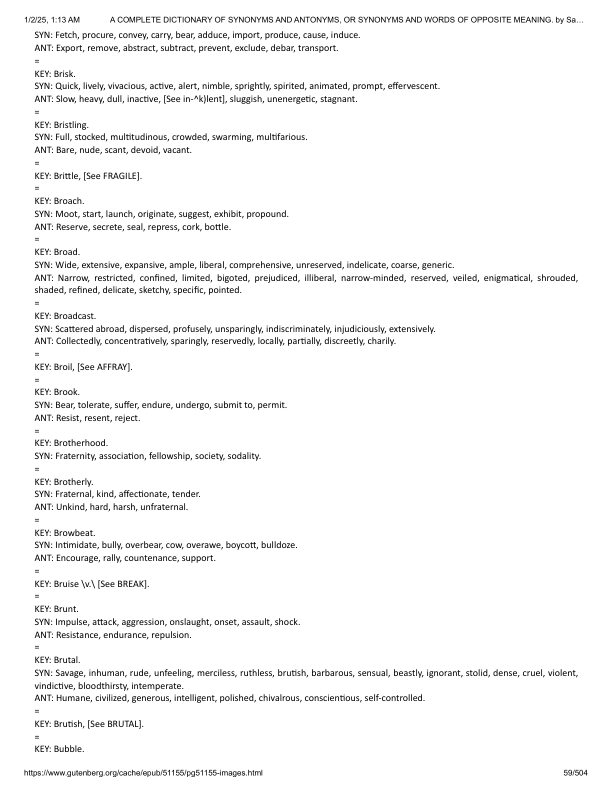 1/2/25, 1:13 AM A COMPLETE DICTIONARY OF SYNONYMS AND ANTONYMS, OR SYNONYMS AND WORDS OF OPPOSITE MEANING. by Sa…
SYN: Fetch, procure, convey, carry, bear, adduce, import, produce, cause, induce.
ANT: Export, remove, abstract, subtract, prevent, exclude, debar, transport.
=
KEY: Brisk.
SYN: Quick, lively, vivacious, active, alert, nimble, sprightly, spirited, animated, prompt, effervescent.
ANT: Slow, heavy, dull, inactive, [See in-^k)lent], sluggish, unenergetic, stagnant.
=
KEY: Bristling.
SYN: Full, stocked, multitudinous, crowded, swarming, multifarious.
ANT: Bare, nude, scant, devoid, vacant.
=
KEY: Brittle, [See FRAGILE].
=
KEY: Broach.
SYN: Moot, start, launch, originate, suggest, exhibit, propound.
ANT: Reserve, secrete, seal, repress, cork, bottle.
=
KEY: Broad.
SYN: Wide, extensive, expansive, ample, liberal, comprehensive, unreserved, indelicate, coarse, generic.
ANT: Narrow, restricted, confined, limited, bigoted, prejudiced, illiberal, narrow-minded, reserved, veiled, enigmatical, shrouded,
shaded, refined, delicate, sketchy, specific, pointed.
=
KEY: Broadcast.
SYN: Scattered abroad, dispersed, profusely, unsparingly, indiscriminately, injudiciously, extensively.
ANT: Collectedly, concentratively, sparingly, reservedly, locally, partially, discreetly, charily.
=
KEY: Broil, [See AFFRAY].
=
KEY: Brook.
SYN: Bear, tolerate, suffer, endure, undergo, submit to, permit.
ANT: Resist, resent, reject.
=
KEY: Brotherhood.
SYN: Fraternity, association, fellowship, society, sodality.
=
KEY: Brotherly.
SYN: Fraternal, kind, affectionate, tender.
ANT: Unkind, hard, harsh, unfraternal.
=
KEY: Browbeat.
SYN: Intimidate, bully, overbear, cow, overawe, boycott, bulldoze.
ANT: Encourage, rally, countenance, support.
=
KEY: Bruise \v.\ [See BREAK].
=
KEY: Brunt.
SYN: Impulse, attack, aggression, onslaught, onset, assault, shock.
ANT: Resistance, endurance, repulsion.
=
KEY: Brutal.
SYN: Savage, inhuman, rude, unfeeling, merciless, ruthless, brutish, barbarous, sensual, beastly, ignorant, stolid, dense, cruel, violent,
vindictive, bloodthirsty, intemperate.
ANT: Humane, civilized, generous, intelligent, polished, chivalrous, conscientious, self-controlled.
=
KEY: Brutish, [See BRUTAL].
=
KEY: Bubble.
https://www.gutenberg.org/cache/epub/51155/pg51155-images.html 59/504